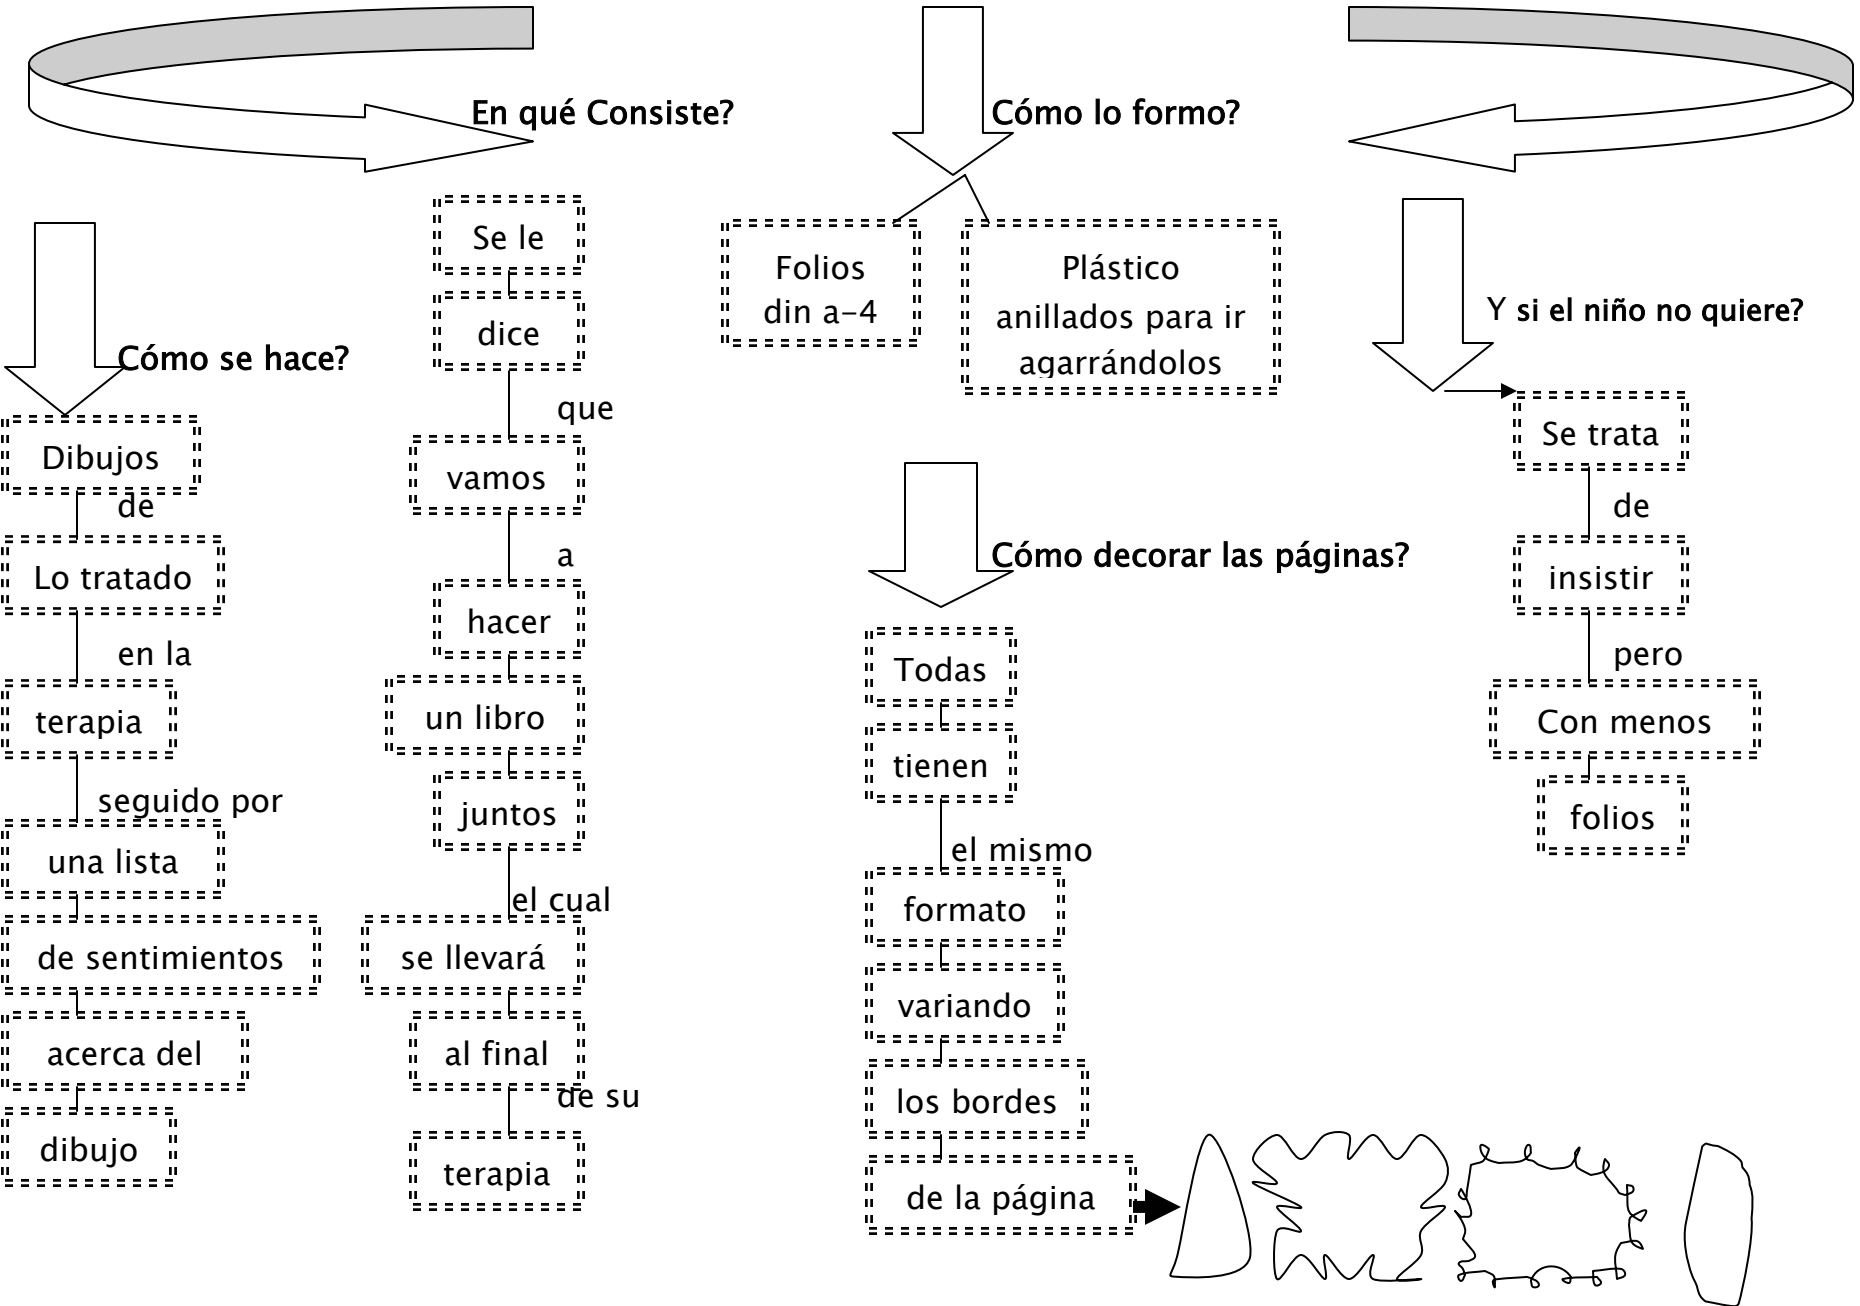 En qué Consiste?
Cómo lo formo?
Se le
dice
que
vamos
a
hacer
un libro
juntos
el cual
se llevará
al final
de su
terapia
Cómo se hace?
Dibujos
de
Lo tratado
en la
terapia
seguido por
una lista
de sentimientos
acerca del
dibujo
Folios
din a-4
Plástico
anillados para ir
agarrándolos
Cómo decorar las páginas?
Todas
tienen
el mismo
formato
variando
los bordes
de la página
Y si el niño no quiere?
Se trata
de
insistir
pero
Con menos
folios